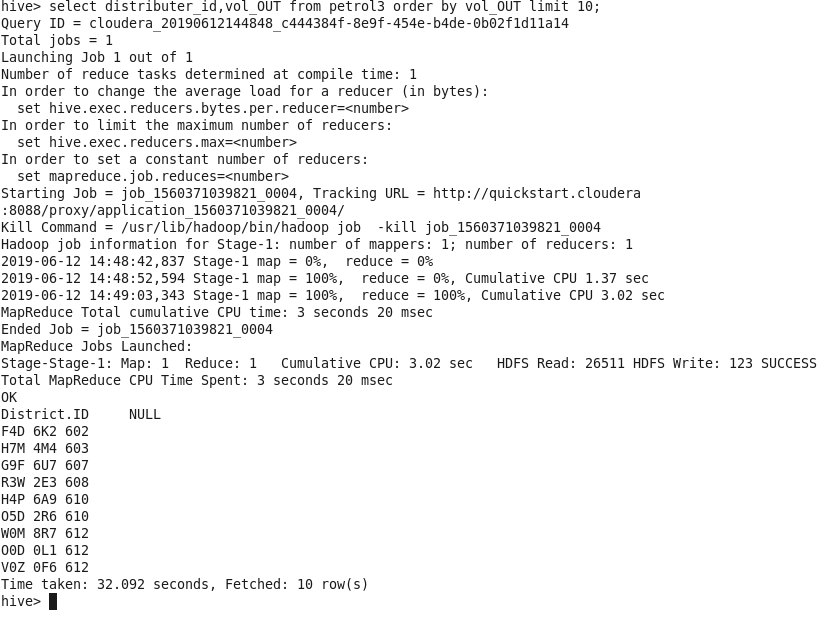 hive> select distributer_id,vol_OUT from petrol3 order by vol_OUT limit 10;
Query ID = cloudera_20190612144848_c444384f-8e9f-454e-b4de-0b02f1d11a14
Total jobs = 1
Launching Job 1 out of 1
Number of reduce tasks determined at compile time: 1
In order to change the average load for a reducer (in bytes):
  set hive.exec.reducers.bytes.per.reducer=<number>
In order to limit the maximum number of reducers:
  set hive.exec.reducers.max=<number>
In order to set a constant number of reducers:
  set mapreduce.job.reduces=<number>
Starting Job = job_1560371039821_0004, Tracking URL = http://quickstart.cloudera
:8088/proxy/application_1560371039821_0004/
Kill Command = /usr/lib/hadoop/bin/hadoop job  -kill job_1560371039821_0004
Hadoop job information for Stage-1: number of mappers: 1; number of reducers: 1
2019-06-12 14:48:42,837 Stage-1 map = 0%,  reduce = 0%
2019-06-12 14:48:52,594 Stage-1 map = 100%,  reduce = 0%, Cumulative CPU 1.37 sec
2019-06-12 14:49:03,343 Stage-1 map = 100%,  reduce = 100%, Cumulative CPU 3.02 sec
MapReduce Total cumulative CPU time: 3 seconds 20 msec
Ended Job = job_1560371039821_0004
MapReduce Jobs Launched:
Stage-Stage-1: Map: 1  Reduce: 1   Cumulative CPU: 3.02 sec   HDFS Read: 26511 HDFS Write: 123 SUCCESS
Total MapReduce CPU Time Spent: 3 seconds 20 msec
OK
District.ID     NULL
F4D 6K2 602
H7M 4M4 603
G9F 6U7 607
R3W 2E3 608
H4P 6A9 610
O5D 2R6 610
W0M 8R7 612
O0D 0L1 612
V0Z 0F6 612
Time taken: 32.092 seconds, Fetched: 10 row(s)
hive>